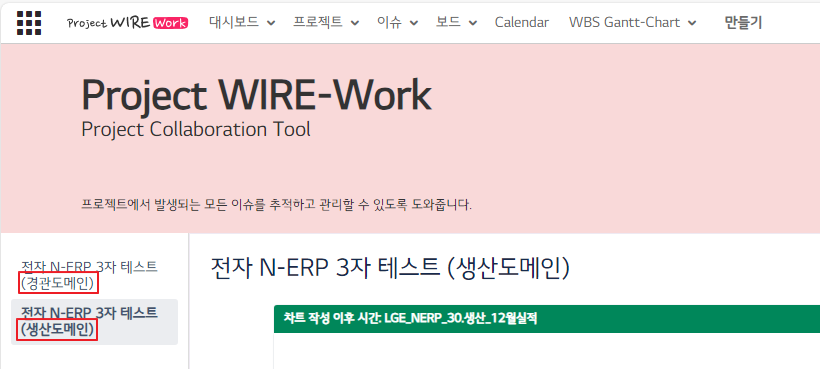 Project WIRE Work 대시보드 프로젝트 이슈 보드 Calendar WBS Gantt-Chart 만들기
Project WIRE-Work
Project Collaboration Tool
프로젝트에서 발생되는 모든 이슈를 추적하고 관리할 수 있도록 도와줍니다.
전자 N-ERP 3자 테스트
(경관도메인)
전자 N-ERP 3자 테스트
(생산도메인)
전자 N-ERP 3자 테스트 (생산도메인)
차트 작성 이후 시간: LGE_NERP_30.생산_12월실적